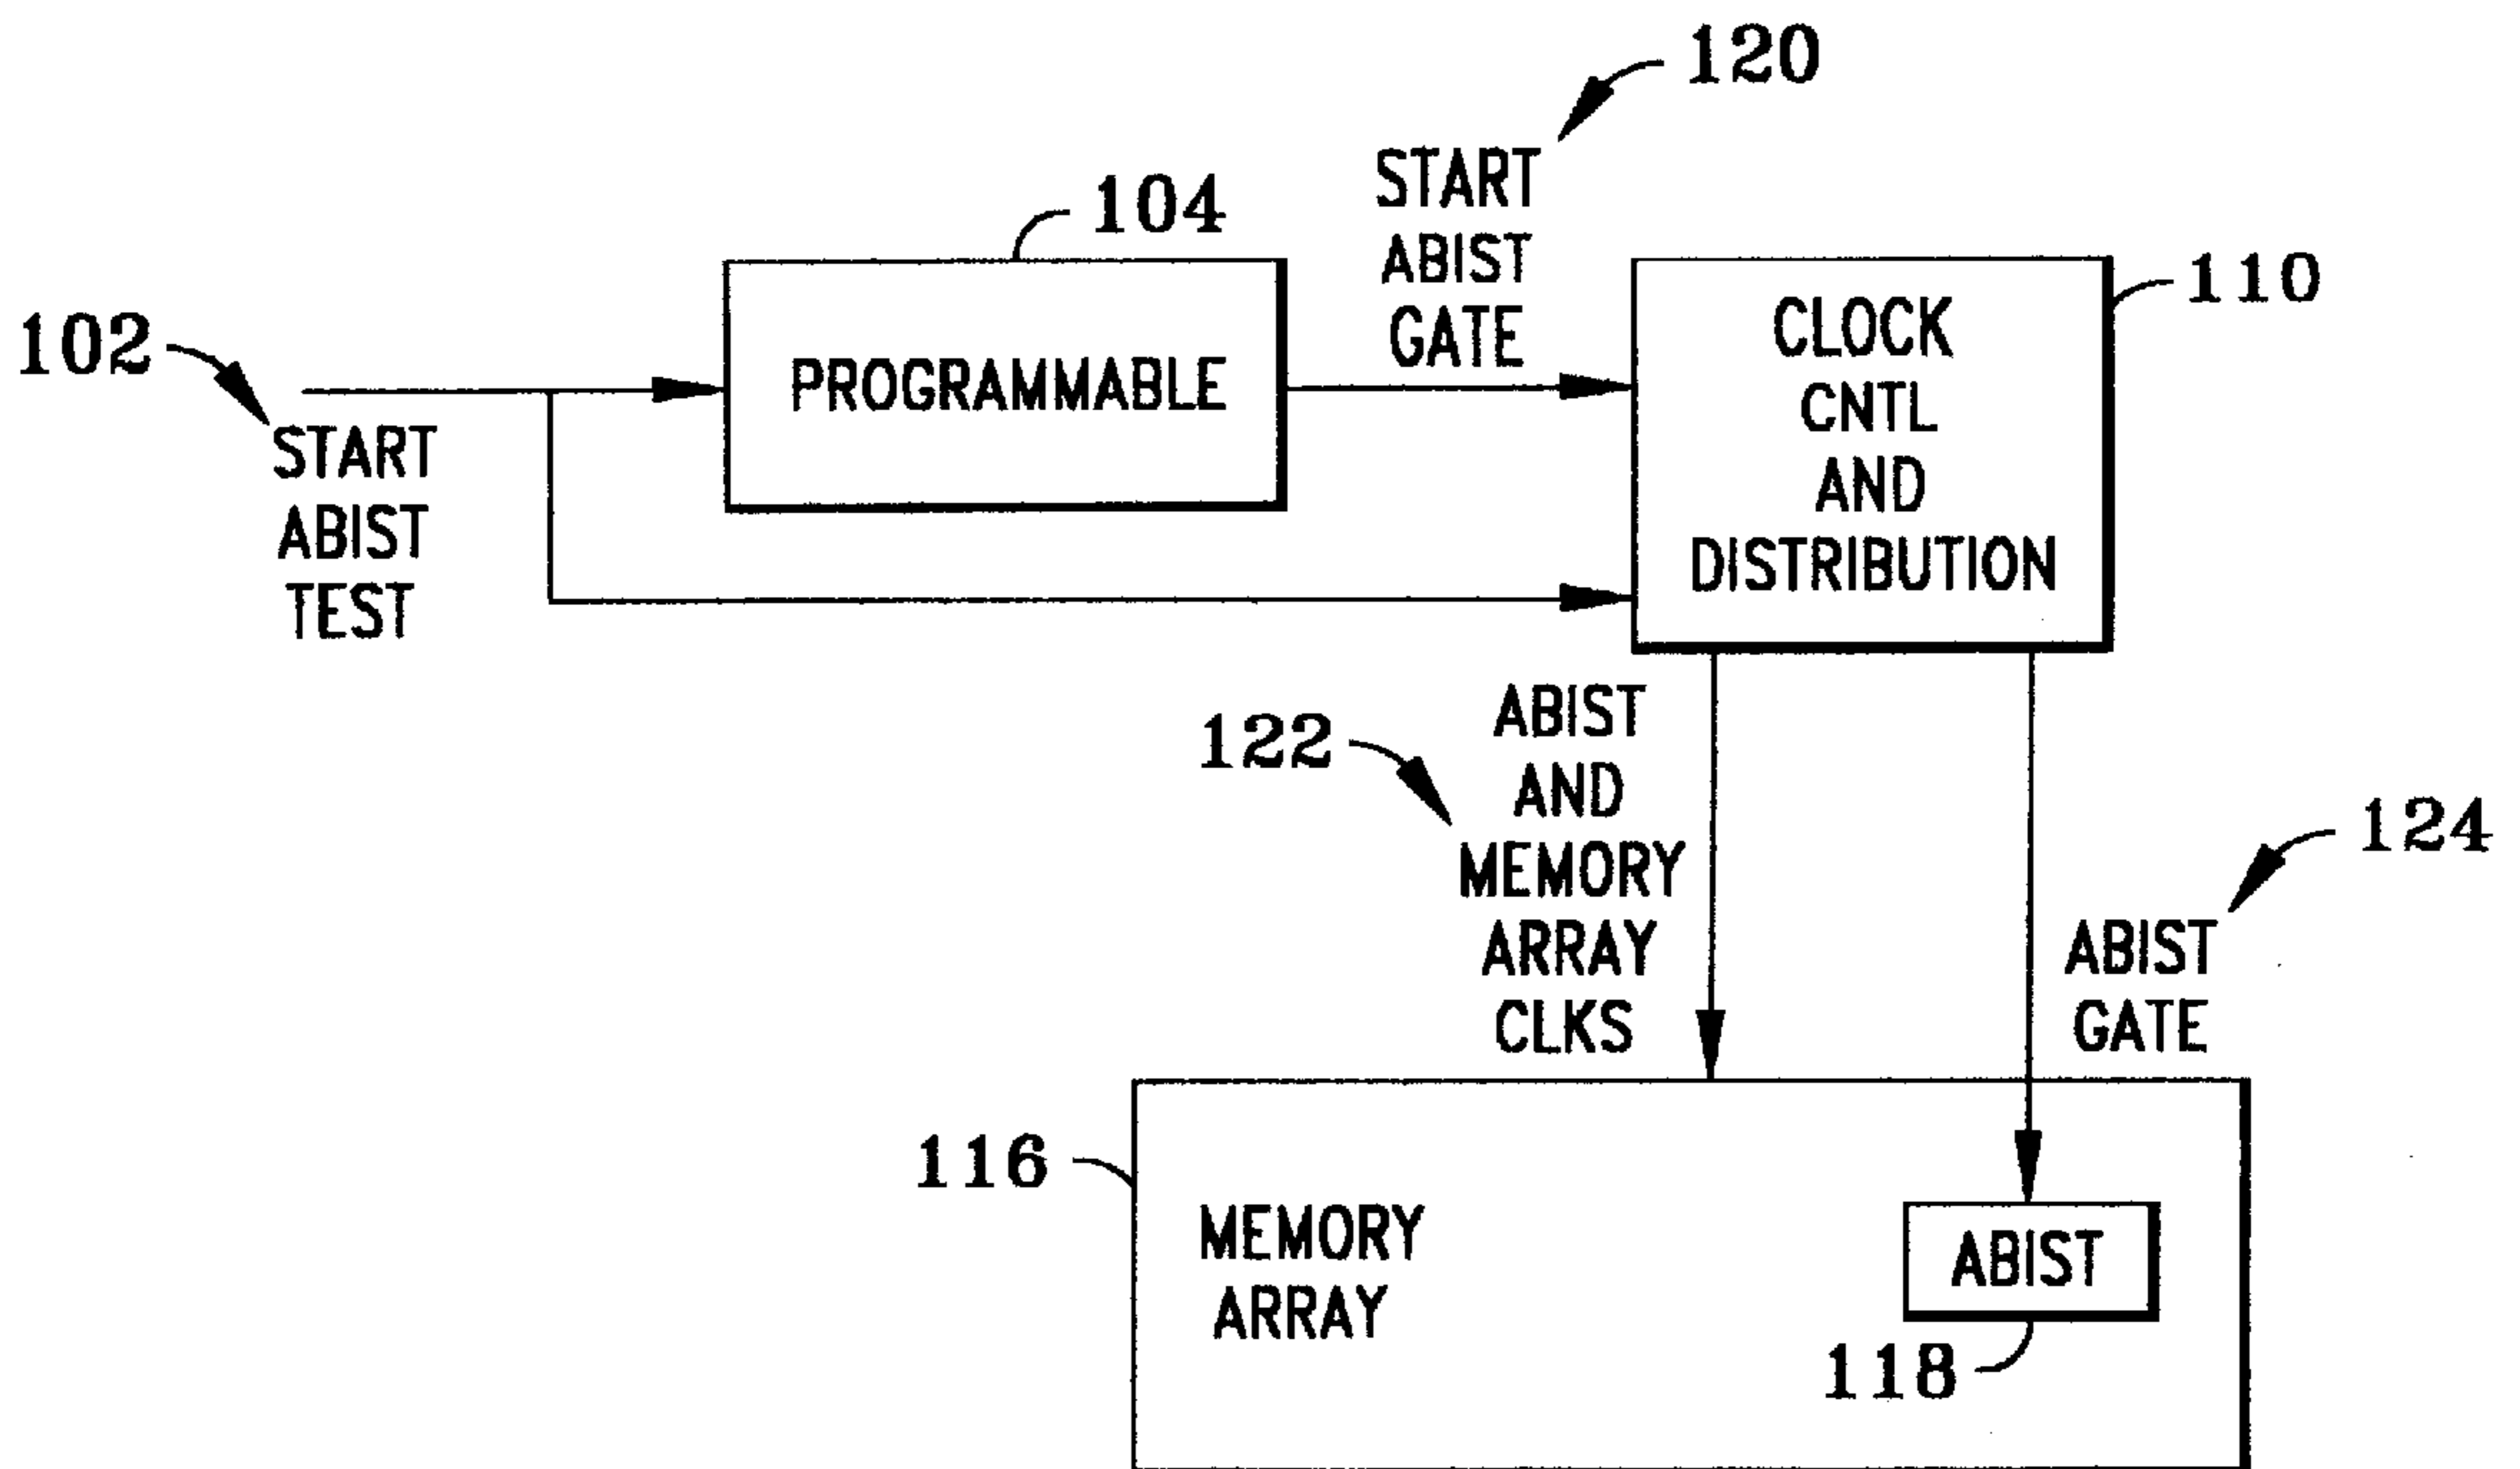 120
START
ABIST
GATE
104
110
102
PROGRAMMABLE
CLOCK
CNTL
AND
DISTRIBUTION
START
ABIST
TEST
122
ABIST
AND
MEMORY
ARRAY
CLKS
124
ABIST
GATE
116
MEMORY
ARRAY
ABIST
118